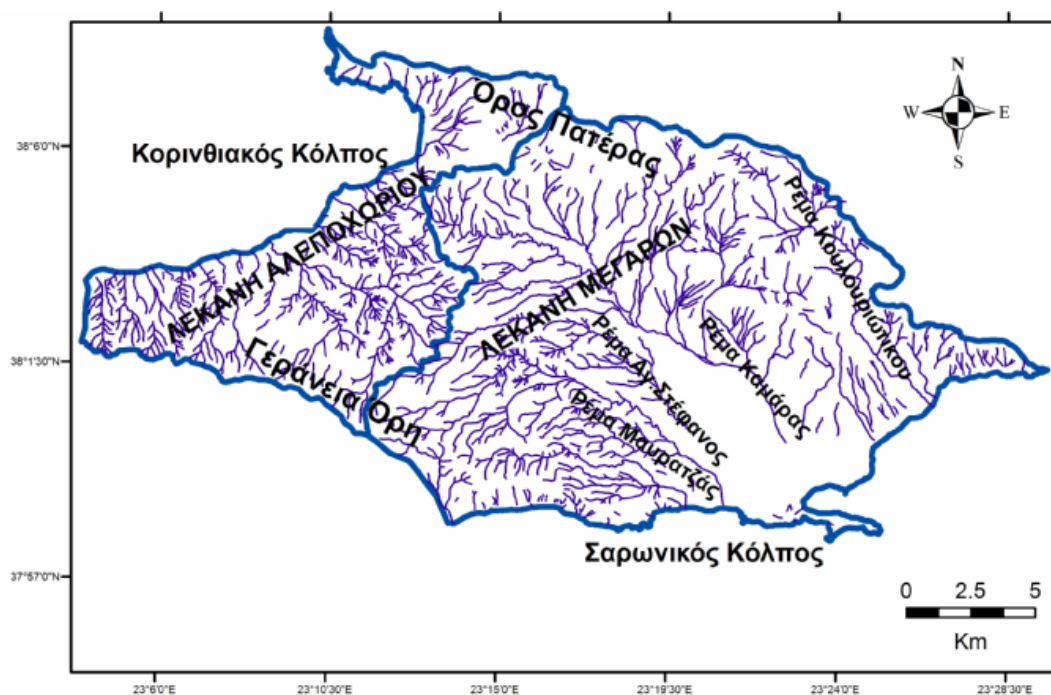 Όρος Πατέρας
N
W
E
S
38°6'0"N
Κορινθιακός Κόλπος
ΛΕΚΑΝΗ ΑΛΕΠΟΧΩΡΙΟΥ
Ρέμα Κουλουριώτικου
ΛΕΚΑΝΗ ΜΕΓΑΡΩΝ
38°1'30"N
Γεράνεια Όρη
Ρέμα Αγ Στέφανος
Ρέμα Καμάρας
Ρέμα Μαυρατζάς
Σαρωνικός Κόλπος
37°57'0"N
0 2.5 5
Km
23°6'0"E 23°10'30"E 23°15'0"E 23°19'30"E 23°24'0"E 23°28'30"E